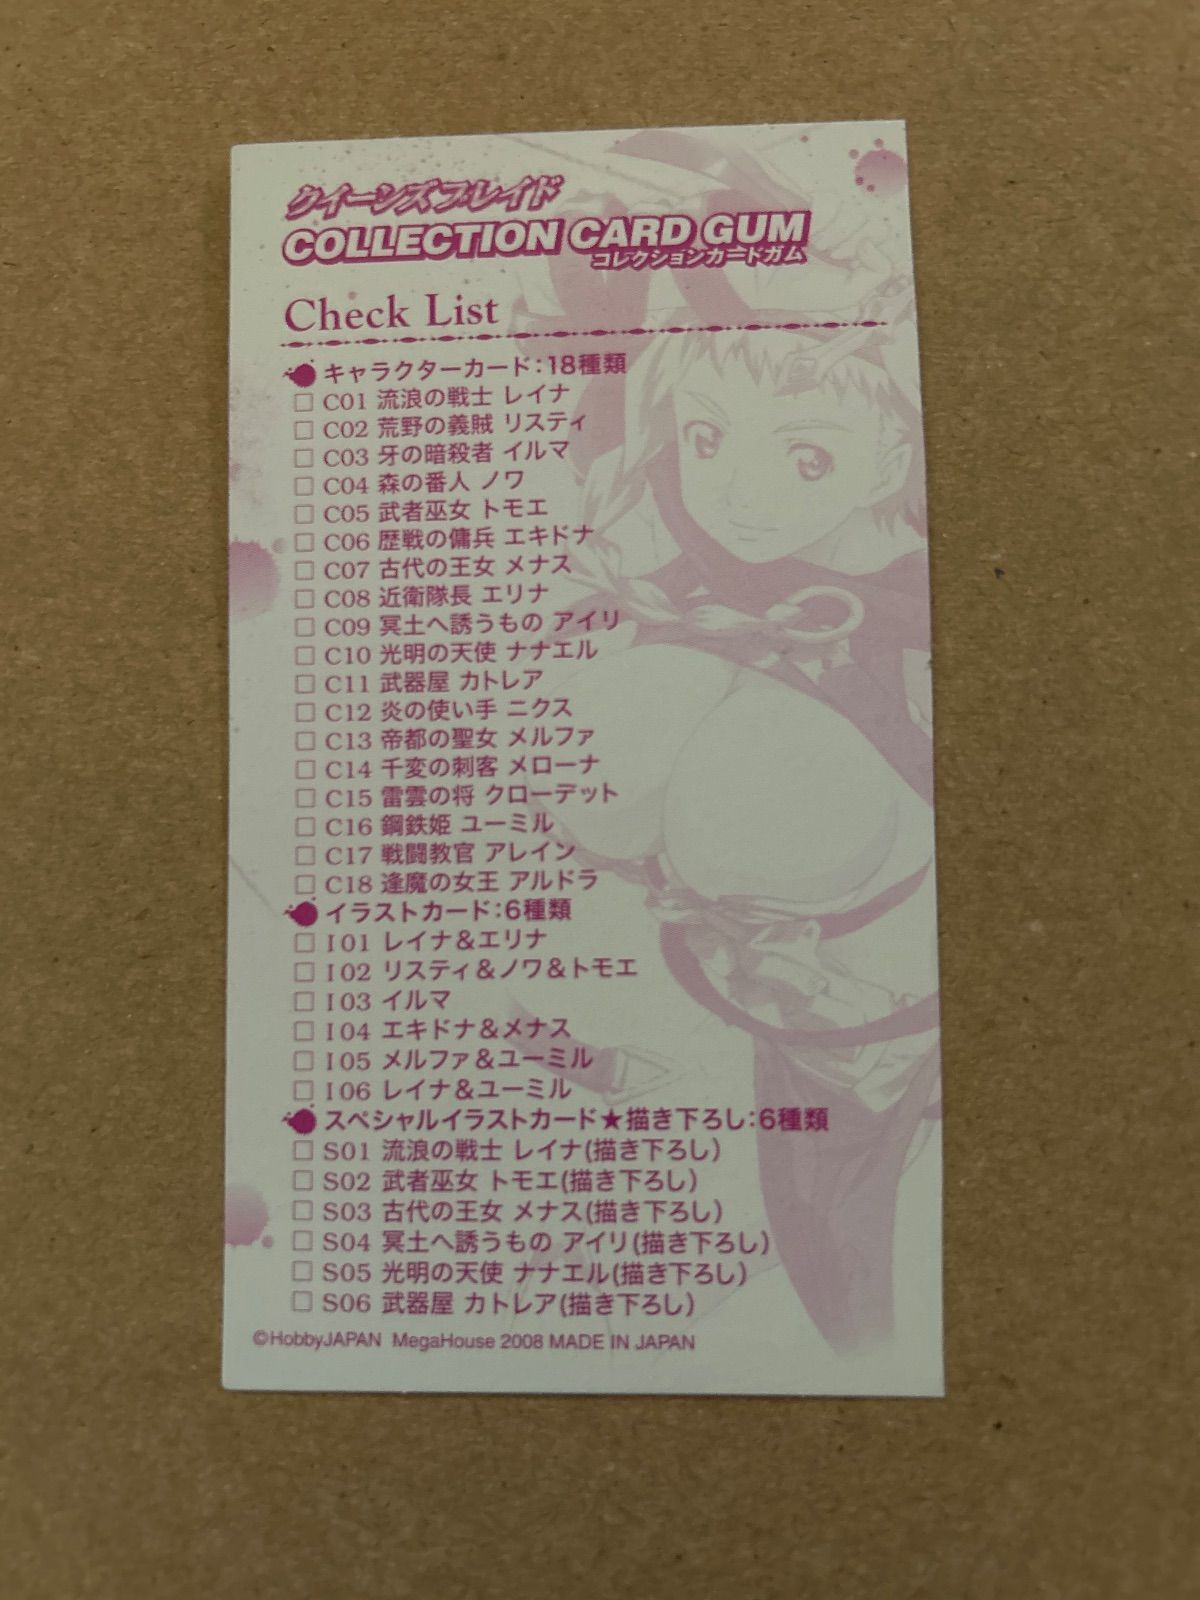 クイーンズブレイド
COLLECTION CARD GUM
コレクションカードガム
Check List
キャラクターカード:18種類
□ C01 流浪の戦士 レイナ
□ C02 荒野の義賊 リスティ
□ C03 牙の暗殺者 イルマ
□ C04 森の番人 ノワ
□ C05 武者巫女 トモエ
□ C06 歴戦の傭兵 エキドナ
□ C07 古代の王女 メナス
□ C08 近衛隊長 エリナ
□ C09 冥土へ誘うもの アイリ
□ C10 光明の天使 ナナエル
□ C11 武器屋 カトレア
□ C12 炎の使い手 ニクス
□ C13 帝都の聖女 メルファ
□ C14 千変の刺客 メローナ
□ C15 雷雲の将 クローデット
□ C16 鋼鉄姫 ユーミル
□ C17 戦闘教官 アレイン
□ C18 逢魔の女王 アルドラ
イラストカード:6種類
□ I01 レイナ&エリナ
□ I02 リスティ&ノワ&トモエ
□ I03 イルマ
□ I04 エキドナ&メナス
□ I05 メルファ&ユーミル
□ I06 レイナ&ユーミル
スペシャルイラストカード★描き下ろし:6種類
□ S01 流浪の戦士 レイナ(描き下ろし)
□ S02 武者巫女 トモエ(描き下ろし)
□ S03 古代の王女 メナス(描き下ろし)
□ S04 冥土へ誘うもの アイリ(描き下ろし)
□ S05 光明の天使 ナナエル(描き下ろし)
□ S06 武器屋 カトレア(描き下ろし)
©HobbyJAPAN MegaHouse 2008 MADE IN JAPAN